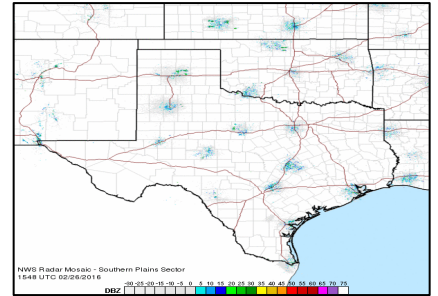 NWS Radar Mosaic - Southern Plains Sector
1548 UTC 02/26/2016
DBZ -30 -25 -20 -15 -10 -5 0 5 10 15 20 25 30 35 40 45 50 55 60 65 70 75